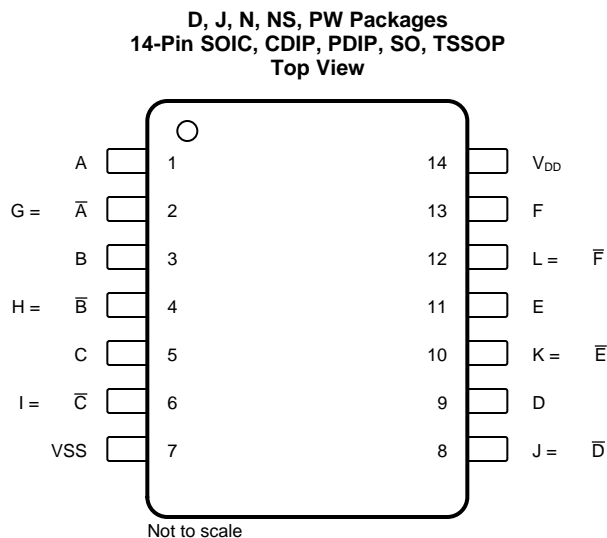 D, J, N, NS, PW Packages
14-Pin SOIC, CDIP, PDIP, SO, TSSOP
Top View
A 1 14 V_DD
G = A̅ 2 13 F
B 3 12 L = F̅
H = B̅ 4 11 E
C 5 10 K = E̅
I = C̅ 6 9 D
VSS 7 8 J = D̅
Not to scale